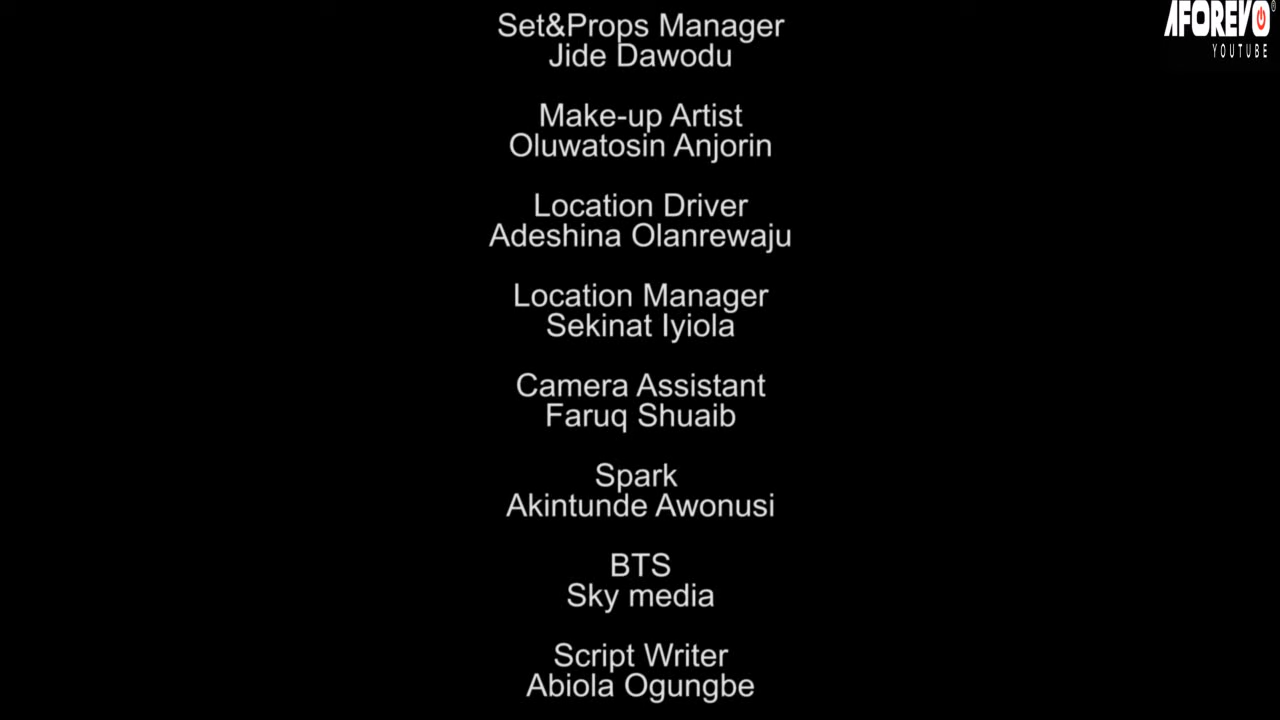 Set&Props Manager
Jide Dawodu
Make-up Artist
Oluwatosin Anjorin
Location Driver
Adeshina Olanrewaju
Location Manager
Sekinat Iyiola
Camera Assistant
Faruq Shuaib
Spark
Akintunde Awonusi
BTS
Sky media
Script Writer
Abiola Ogungbe
AFOREVO®
YOUTUBE